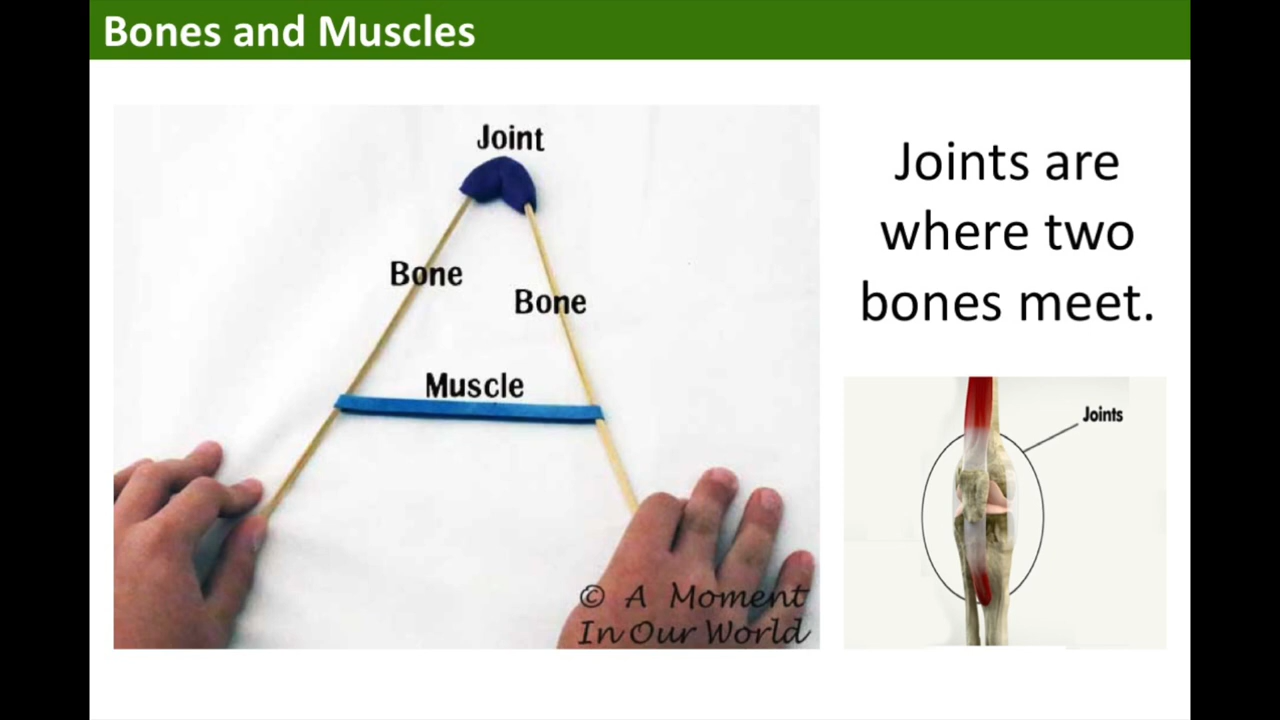 Bones and Muscles
Joint
Bone
Bone
Muscle
© A Moment
In Our World
Joints are
where two
bones meet.
Joints